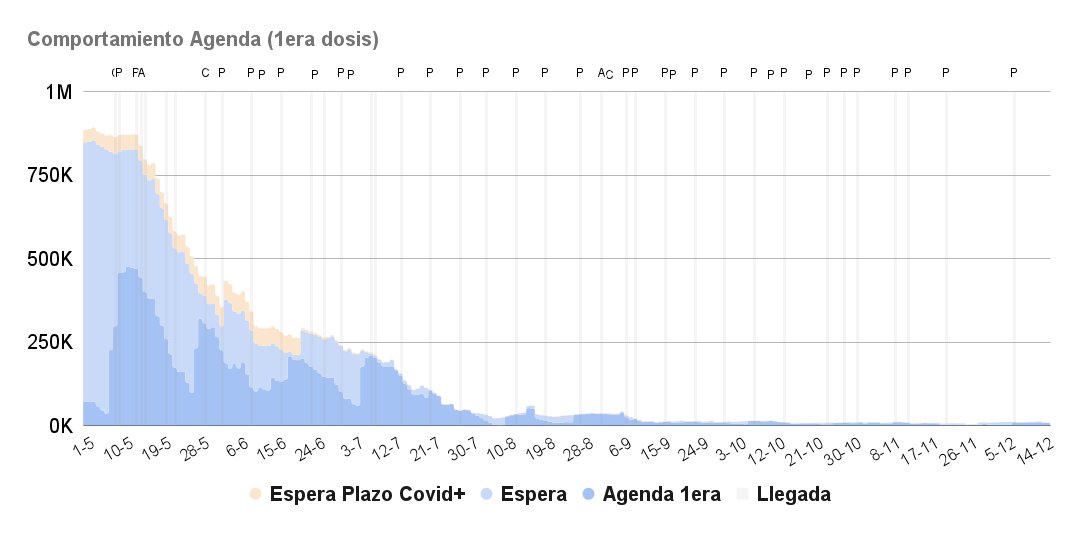 Comportamiento Agenda (1era dosis)
P P A C P P P P P P P P P P P P P P P A C P P P P P P P P P P P P P P P P P P
1M
750K
500K
250K
0K
1-5 10-5 19-5 28-5 6-6 15-6 24-6 3-7 12-7 21-7 30-7 10-8 19-8 28-8 6-9 15-9 24-9 3-10 12-10 21-10 30-10 8-11 17-11 26-11 5-12 14-12
Espera Plazo Covid+ Espera Agenda 1era Llegada